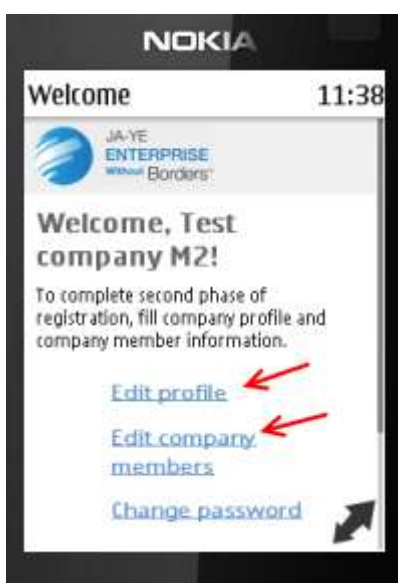 NOKIA
Welcome 11:38
JA-YE
ENTERPRISE
Without Borders™
Welcome, Test
company M2!
To complete second phase of
registration, fill company profile and
company member information.
Edit profile
Edit company
members
Change password